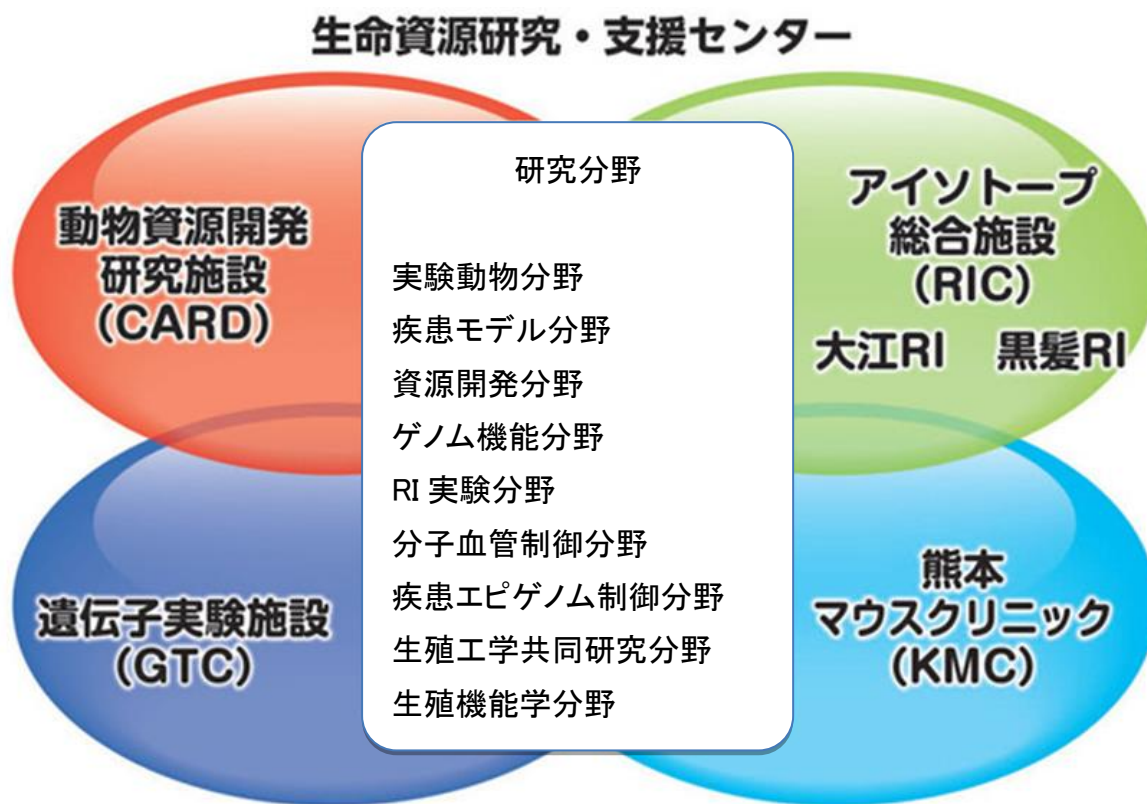 生命資源研究・支援センター
動物資源開発
研究施設
(CARD)
アイソトープ
総合施設
(RIC)
大江RI 黒髪RI
研究分野
実験動物分野
疾患モデル分野
資源開発分野
ゲノム機能分野
RI 実験分野
分子血管制御分野
疾患エピゲノム制御分野
生殖工学共同研究分野
生殖機能学分野
遺伝子実験施設
(GTC)
熊本
マウスクリニック
(KMC)